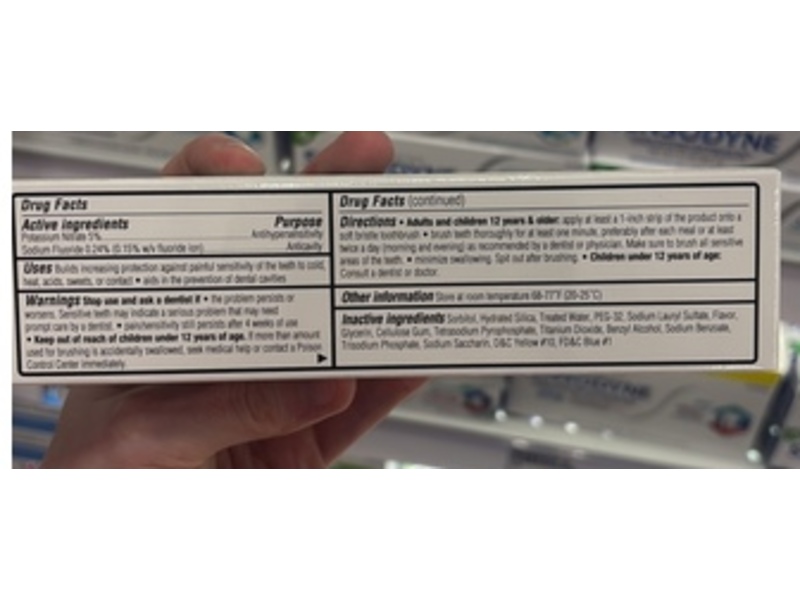 SODYNE
Drug Facts
Active ingredients Purpose
Potassium Nitrate 5% Antihypersensitivity
Sodium Fluoride 0.24% (0.15% w/v fluoride ion) Anticavity
Uses Builds increasing protection against painful sensitivity of the teeth to cold,
heat, acids, sweets, or contact • aids in the prevention of dental cavities
Warnings Stop use and ask a dentist if • the problem persists or
worsens. Sensitive teeth may indicate a serious problem that may need
prompt care by a dentist. • pain/sensitivity still persists after 4 weeks of use
• Keep out of reach of children under 12 years of age. If more than amount
used for brushing is accidentally swallowed, seek medical help or contact a Poison
Control Center immediately.
Drug Facts (continued)
Directions • Adults and children 12 years & older: apply at least a 1-inch strip of the product onto a
soft bristle toothbrush • brush teeth thoroughly for at least one minute, preferably after each meal or at least
twice a day (morning and evening) as recommended by a dentist or physician. Make sure to brush all sensitive
areas of the teeth. • minimize swallowing. Spit out after brushing. • Children under 12 years of age:
Consult a dentist or doctor.
Other information Store at room temperature 68-77°F (20-25°C)
Inactive ingredients Sorbitol, Hydrated Silica, Treated Water, PEG-32, Sodium Lauryl Sulfate, Flavor,
Glycerin, Cellulose Gum, Tetrasodium Pyrophosphate, Titanium Dioxide, Benzyl Alcohol, Sodium Benzoate,
Trisodium Phosphate, Sodium Saccharin, D&C Yellow #10, FD&C Blue #1